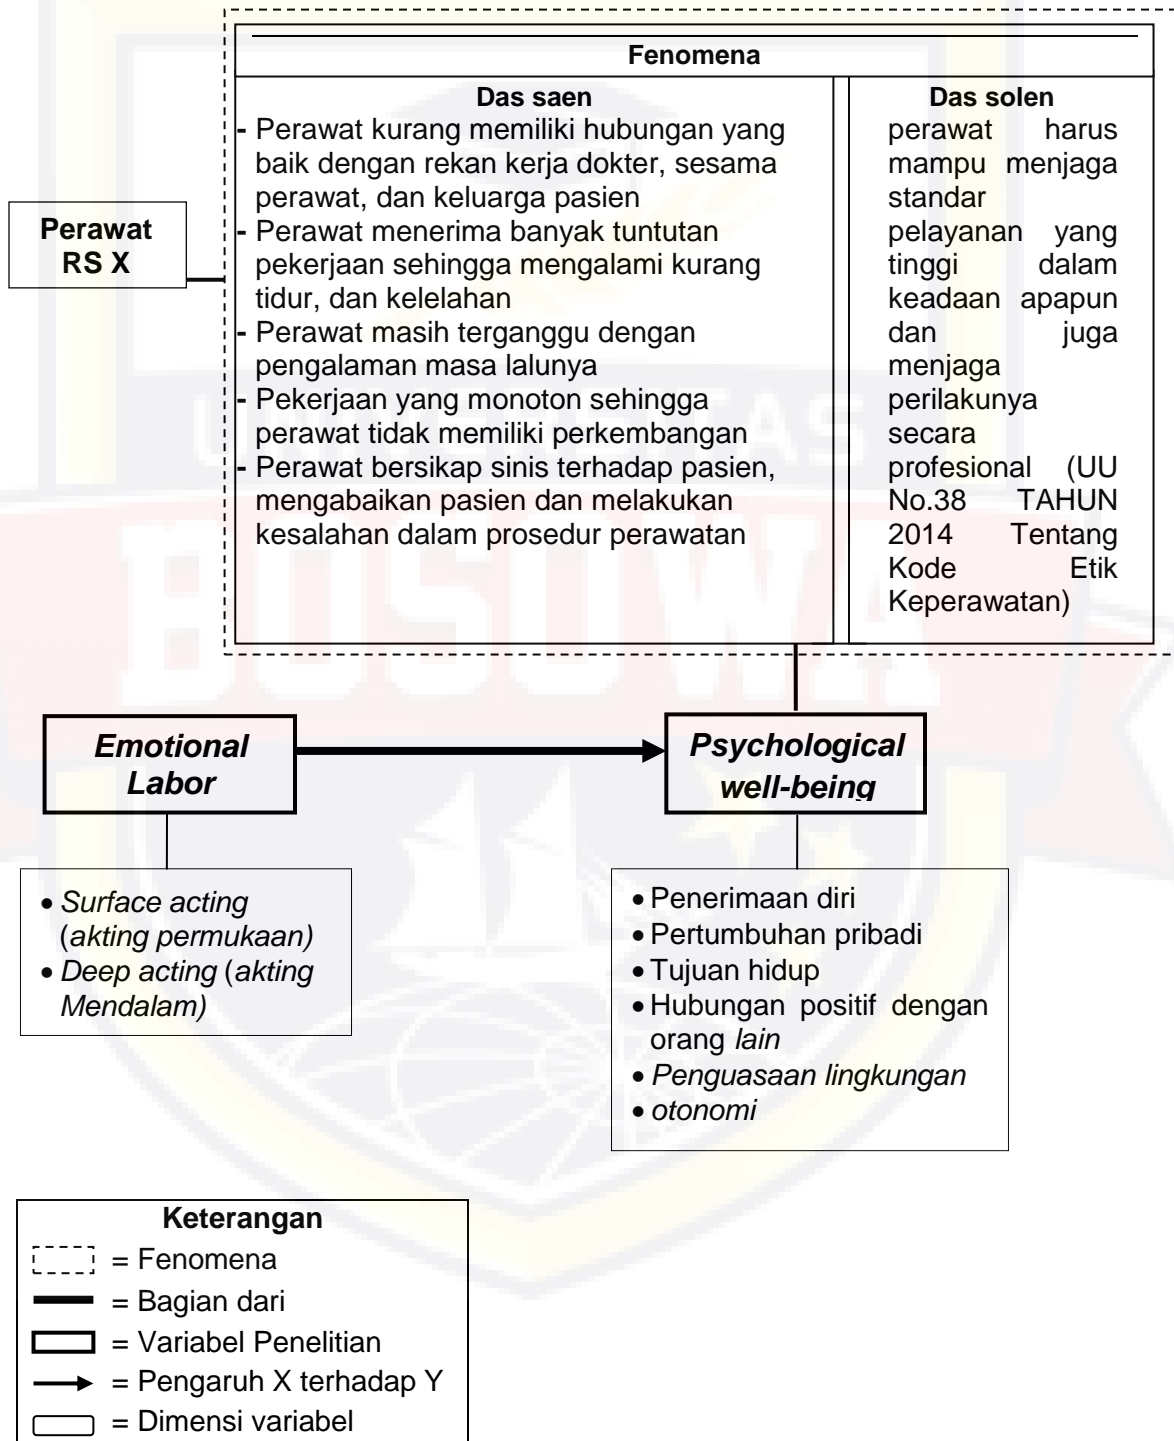 Fenomena
Perawat
RS X
Das saen
- Perawat kurang memiliki hubungan yang
baik dengan rekan kerja dokter, sesama
perawat, dan keluarga pasien
- Perawat menerima banyak tuntutan
pekerjaan sehingga mengalami kurang
tidur, dan kelelahan
- Perawat masih terganggu dengan
pengalaman masa lalunya
- Pekerjaan yang monoton sehingga
perawat tidak memiliki perkembangan
- Perawat bersikap sinis terhadap pasien,
mengabaikan pasien dan melakukan
kesalahan dalam prosedur perawatan
Das solen
perawat harus
mampu menjaga
standar
pelayanan yang
tinggi dalam
keadaan apapun
dan juga
menjaga
perilakunya
secara
profesional (UU
No.38 TAHUN
2014 Tentang
Kode Etik
Keperawatan)
UNIVERSITAS
BOSOWA
Emotional
Labor
Psychological
well-being
• Surface acting
(akting permukaan)
• Deep acting (akting
Mendalam)
• Penerimaan diri
• Pertumbuhan pribadi
• Tujuan hidup
• Hubungan positif dengan
orang lain
• Penguasaan lingkungan
• otonomi
Keterangan
= Fenomena
= Bagian dari
= Variabel Penelitian
= Pengaruh X terhadap Y
= Dimensi variabel